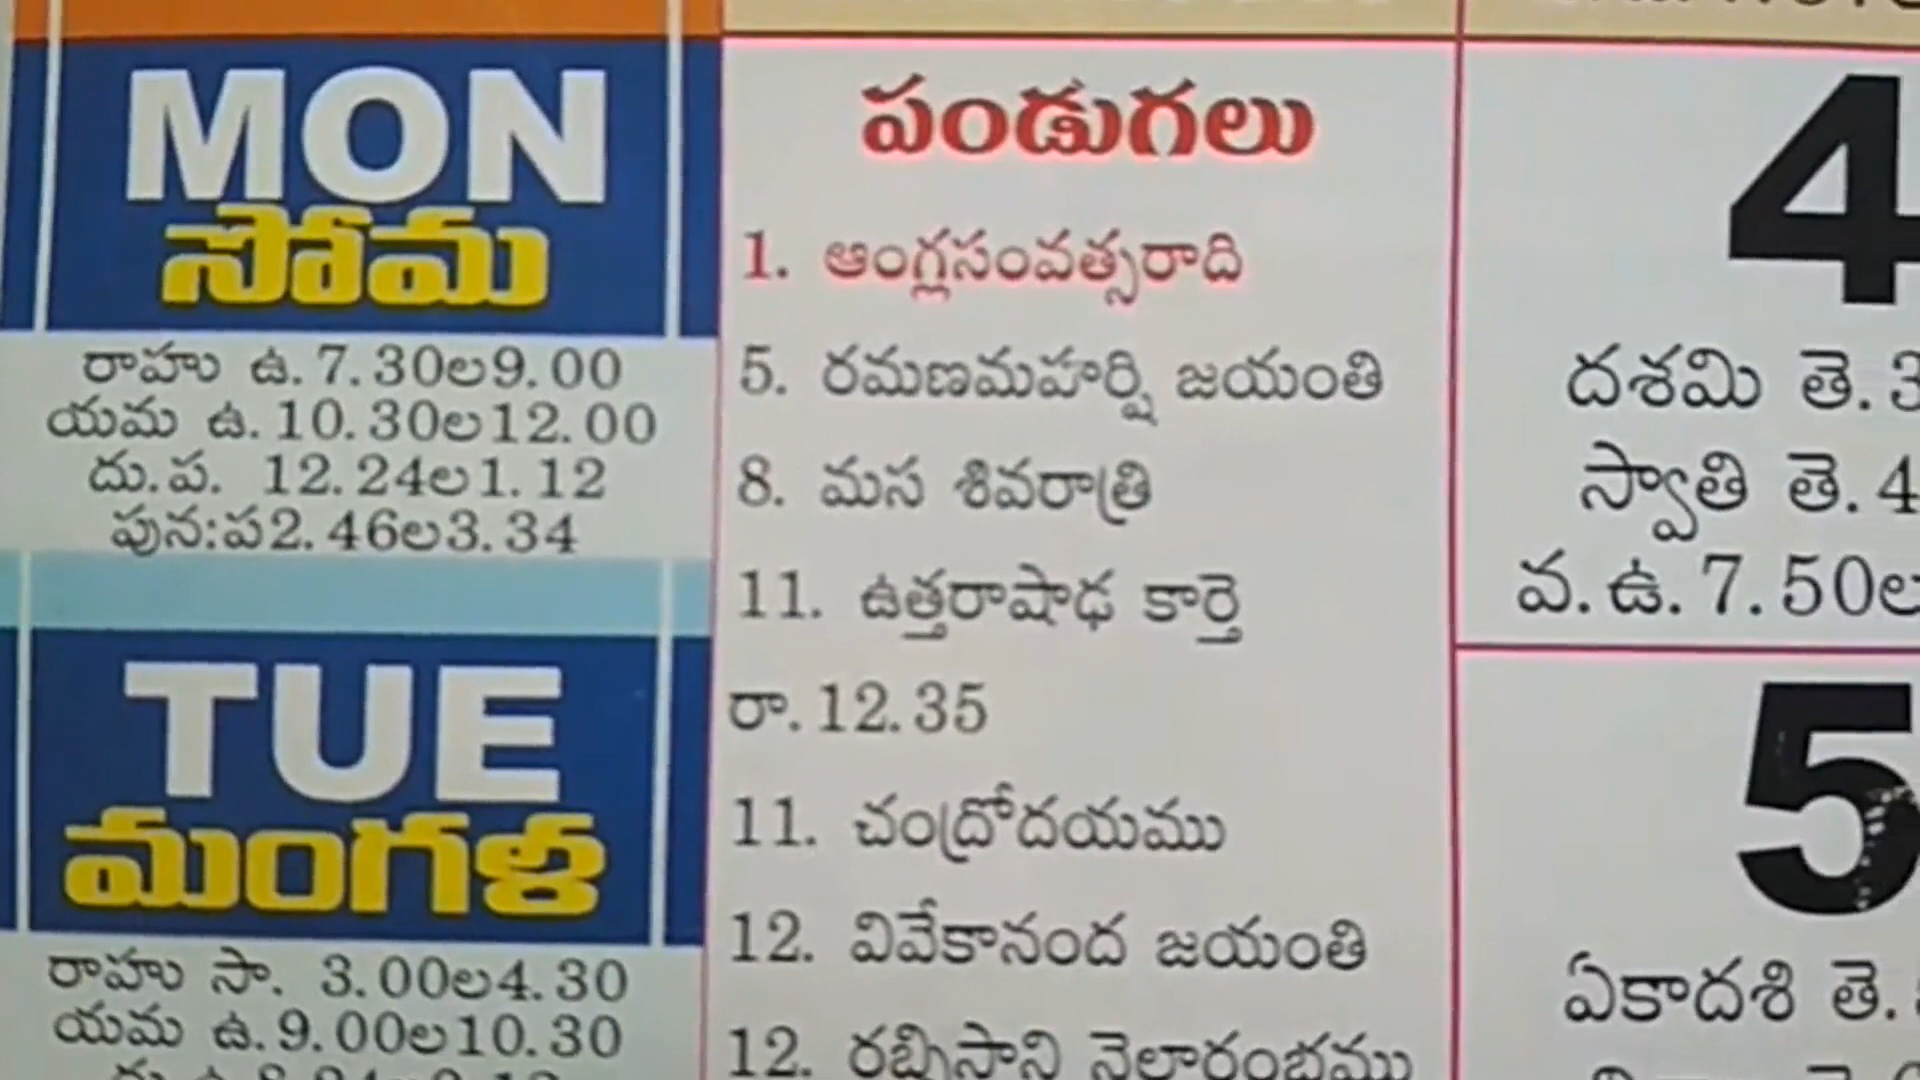 MON
సోమ
రాహు ఉ.7.30ల9.00
యమ ఉ.10.30ల12.00
దు.ప. 12.24ల1.12
పున:ప2.46ల3.34
TUE
మంగళ
రాహు సా. 3.00ల4.30
యమ ఉ.9.00ల10.30
పండుగలు
1. ఆంగ్లసంవత్సరాది
5. రమణమహర్షి జయంతి
8. మస శివరాత్రి
11. ఉత్తరాషాఢ కార్తె
రా.12.35
11. చంద్రోదయము
12. వివేకానంద జయంతి
12. రబ్బీసాని నెలారంభము
4
దశమి తె.3
స్వాతి తె.4
వ.ఉ.7.50ల
5
ఏకాదశి తె.